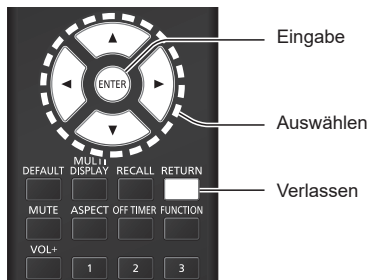 Eingabe
ENTER
Auswählen
MULTI
DEFAULT DISPLAY RECALL RETURN
Verlassen
MUTE ASPECT OFF TIMER FUNCTION
VOL+
1 2 3